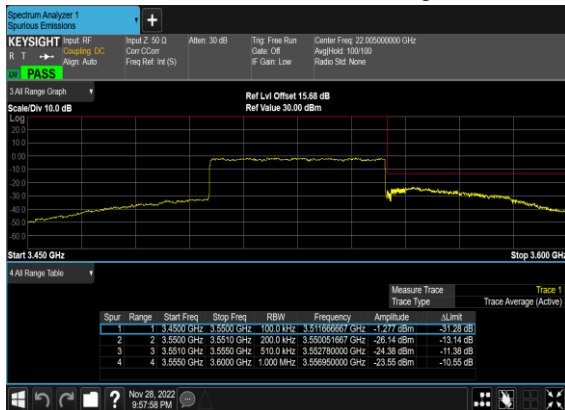 Spectrum Analyzer 1
Spurious Emissions
KEYSIGHT Input: RF Input Z: 50 Ω Atten: 30 dB Trig: Free Run Center Freq: 22.005000000 GHz
R T Coupling: DC Corr CCorr Gate: Off Avg|Hold: 100/100
Align: Auto Freq Ref: Int (S) IF Gain: Low Radio Std: None
PASS
3 All Range Graph
Ref Lvl Offset 15.68 dB
Scale/Div 10.0 dB Ref Value 30.00 dBm
Log
20.0
10.0
0.00
-10.0
-20.0
-30.0
-40.0
-50.0
-60.0
Start 3.450 GHz Stop 3.600 GHz
4 All Range Table
Measure Trace Trace 1
Trace Type Trace Average (Active)
Spur Range Start Freq Stop Freq RBW Frequency Amplitude ΔLimit
1 1 3.4500 GHz 3.5500 GHz 100.0 kHz 3.511666667 GHz -1.277 dBm -31.28 dB
2 2 3.5500 GHz 3.5510 GHz 200.0 kHz 3.550051667 GHz -26.14 dBm -13.14 dB
3 3 3.5510 GHz 3.5550 GHz 510.0 kHz 3.552780000 GHz -24.38 dBm -11.38 dB
4 4 3.5550 GHz 3.6000 GHz 1.000 MHz 3.556950000 GHz -23.55 dBm -10.55 dB
? Nov 28, 2022
9:57:58 PM